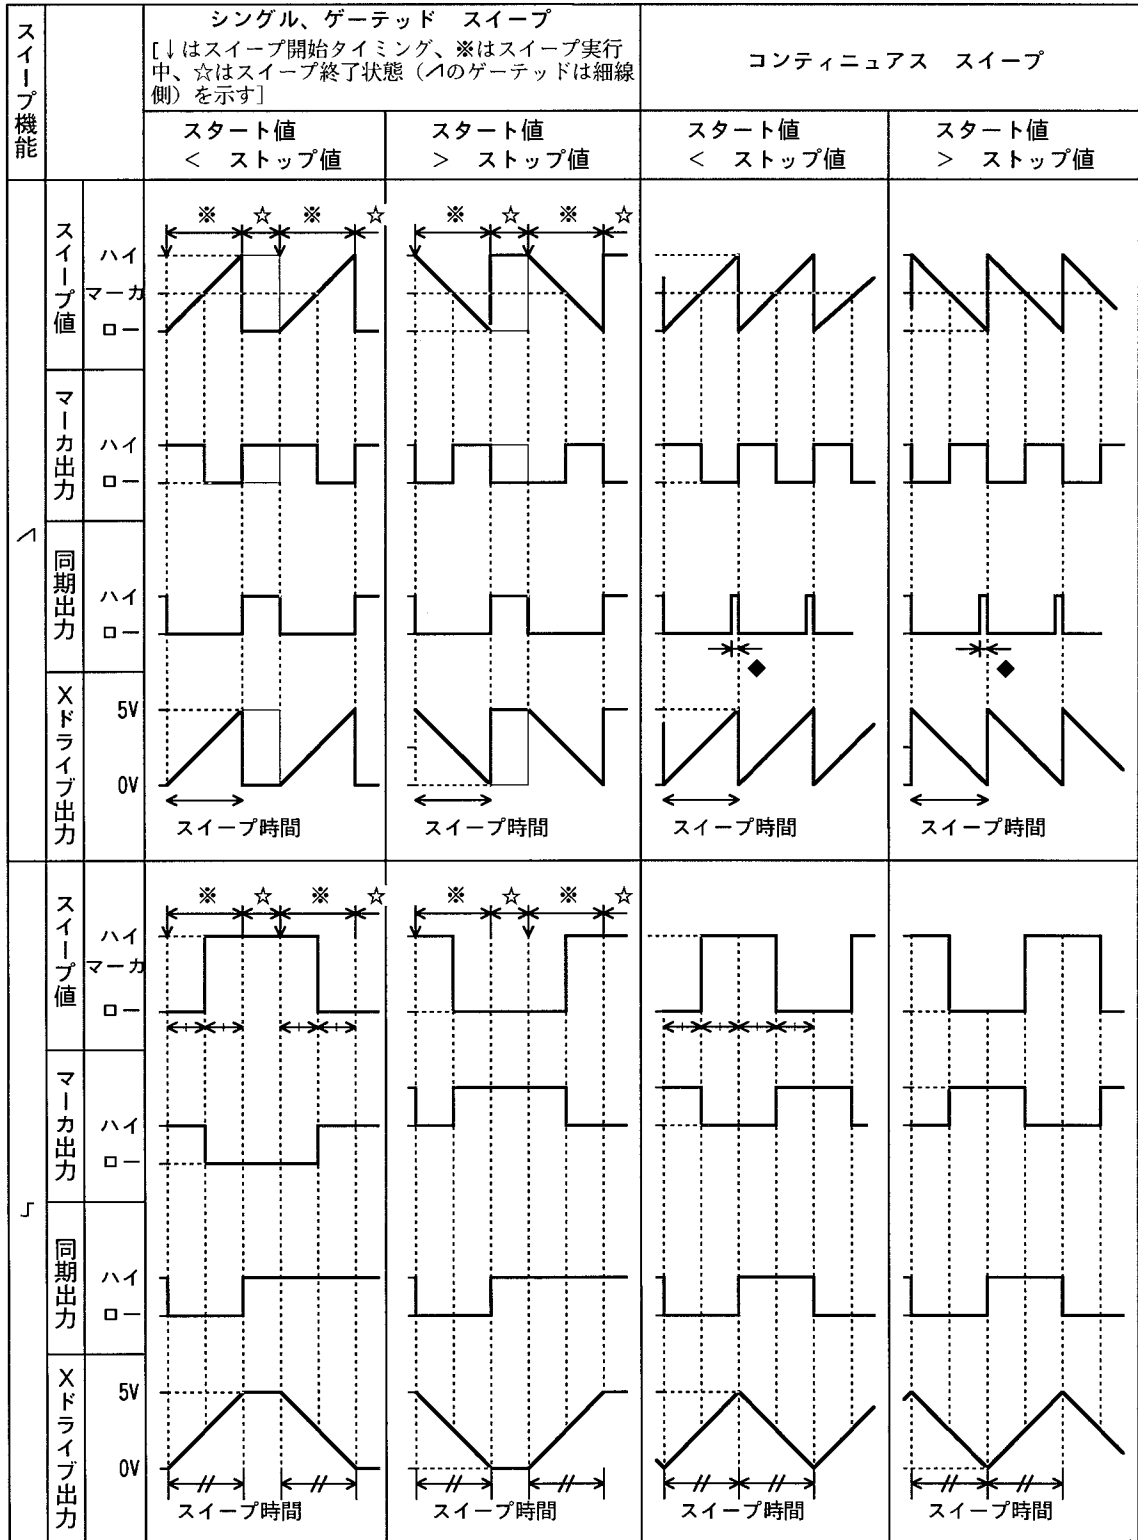 スイープ機能
シングル、ゲーテッド スイープ
[↓はスイープ開始タイミング、※はスイープ実行
中、☆はスイープ終了状態（⩘のゲーテッドは細線
側）を示す]
コンティニュアス スイープ
スタート値
< ストップ値
スタート値
> ストップ値
スタート値
< ストップ値
スタート値
> ストップ値
スイープ値
ハイ
マーカ
ロー
※ ☆ ※ ☆
※ ☆ ※ ☆
マーカ出力
ハイ
ロー
同期出力
ハイ
ロー
◆
◆
Xドライブ出力
5V
0V
スイープ時間
スイープ時間
スイープ時間
スイープ時間
スイープ値
ハイ
マーカ
ロー
※ ☆ ※ ☆
※ ☆ ※ ☆
マーカ出力
ハイ
ロー
同期出力
ハイ
ロー
Xドライブ出力
5V
0V
スイープ時間
スイープ時間
スイープ時間
スイープ時間